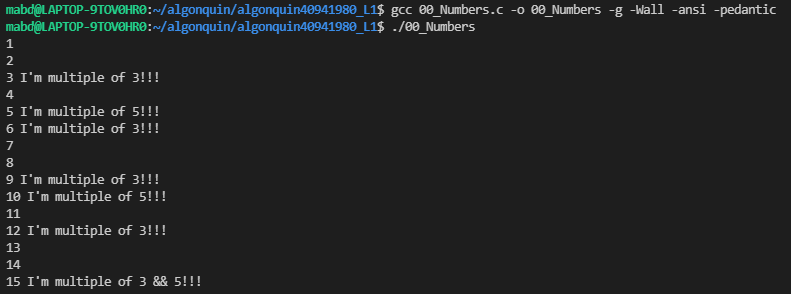 mabd@LAPTOP-9TOV0HR0:~/algonquin/algonquin40941980_L1$ gcc 00_Numbers.c -o 00_Numbers -g -Wall -ansi -pedantic
mabd@LAPTOP-9TOV0HR0:~/algonquin/algonquin40941980_L1$ ./00_Numbers
1
2
3 I'm multiple of 3!!!
4
5 I'm multiple of 5!!!
6 I'm multiple of 3!!!
7
8
9 I'm multiple of 3!!!
10 I'm multiple of 5!!!
11
12 I'm multiple of 3!!!
13
14
15 I'm multiple of 3 && 5!!!